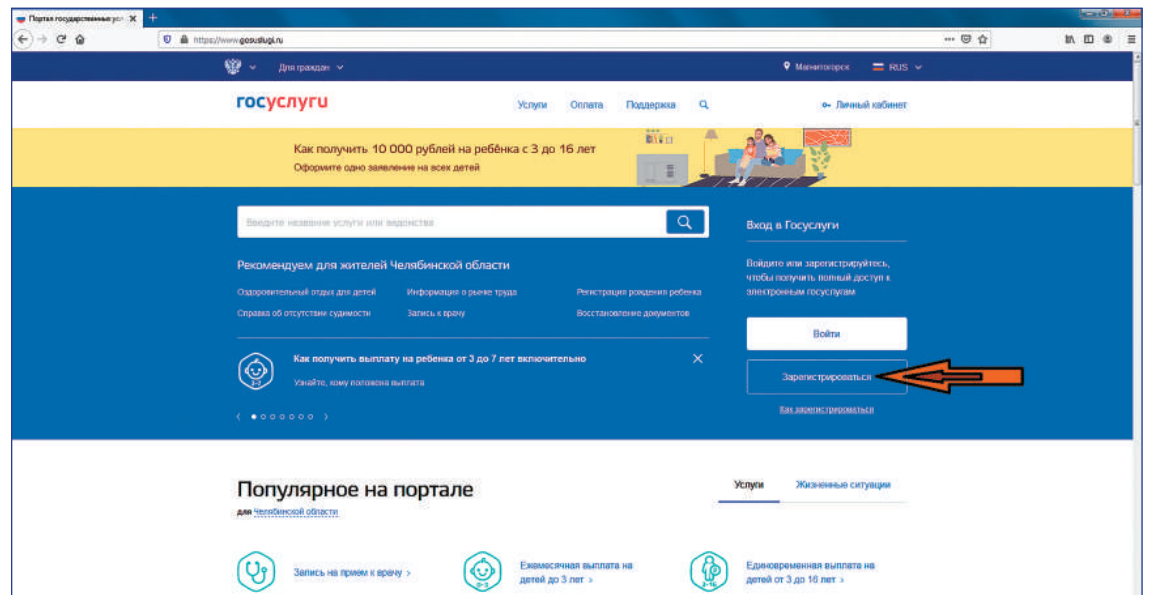 Портал государственных усл
https://www.gosuslugi.ru
Для граждан
Магнитогорск
RUS
госуслуги
Услуги
Оплата
Поддержка
Личный кабинет
Как получить 10 000 рублей на ребёнка с 3 до 16 лет
Оформите одно заявление на всех детей
Введите название услуги или ведомства
Вход в Госуслуги
Рекомендуем для жителей Челябинской области
Оздоровительный отдых для детей
Информация о рынке труда
Регистрация рождения ребенка
Справка об отсутствии судимости
Запись к врачу
Восстановление документов
Войдите или зарегистрируйтесь,
чтобы получить полный доступ к
электронным госуслугам
Войти
Как получить выплату на ребенка от 3 до 7 лет включительно
3-7
Узнайте, кому положена выплата
Зарегистрироваться
Как зарегистрироваться
Популярное на портале
для Челябинской области
Услуги
Жизненные ситуации
Запись на прием к врачу >
0-3
Ежемесячная выплата на
детей до 3 лет >
3-16
Единовременная выплата на
детей от 3 до 16 лет >